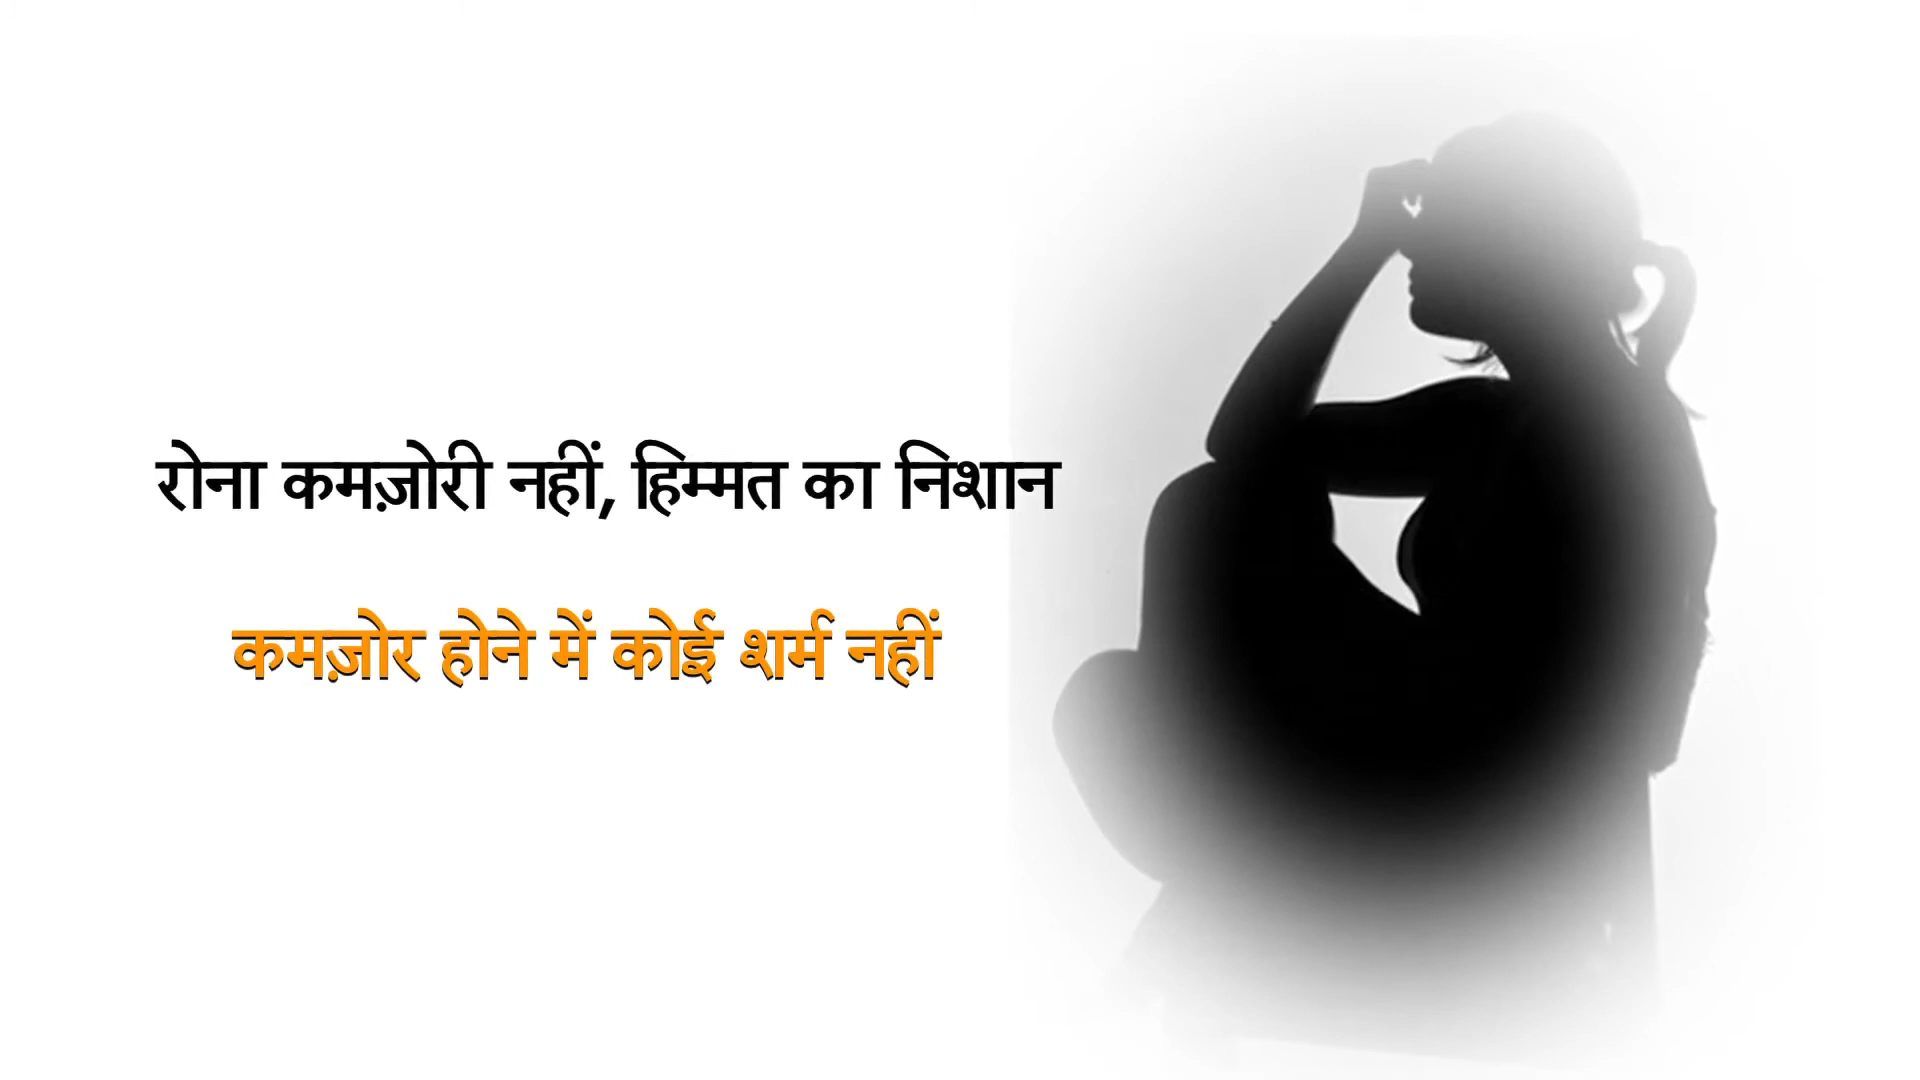 रोना कमज़ोरी नहीं, हिम्मत का निशान
कमज़ोर होने में कोई शर्म नहीं